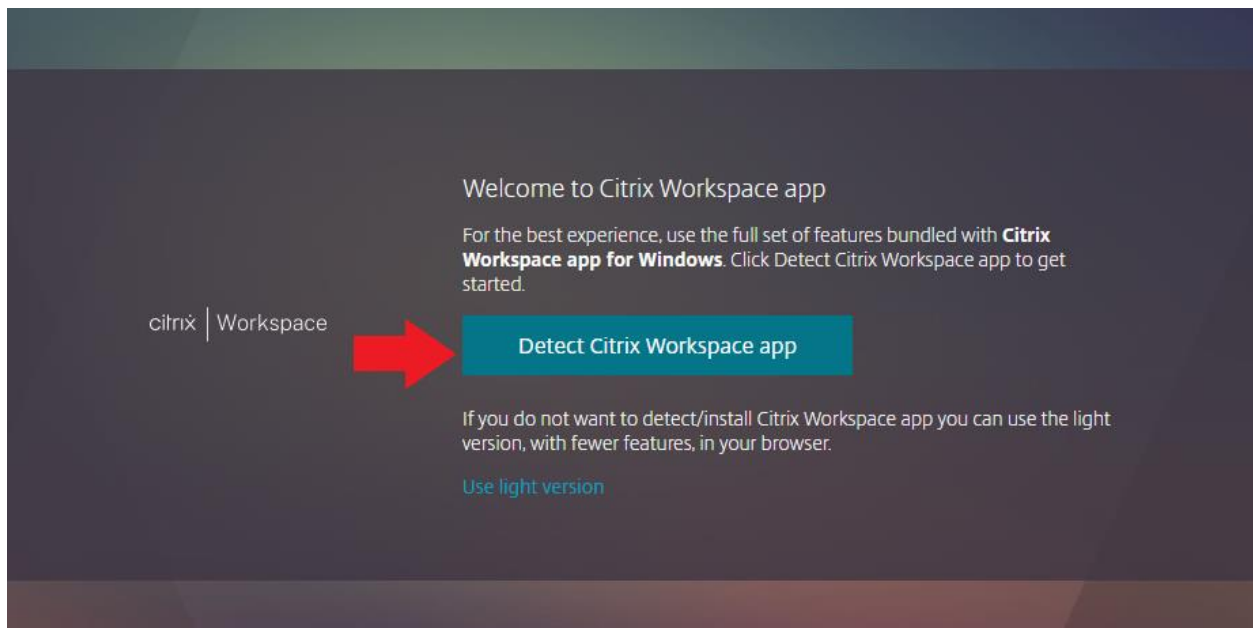 Welcome to Citrix Workspace app
For the best experience, use the full set of features bundled with Citrix
Workspace app for Windows. Click Detect Citrix Workspace app to get
started.
citrix | Workspace
Detect Citrix Workspace app
If you do not want to detect/install Citrix Workspace app you can use the light
version, with fewer features, in your browser.
Use light version